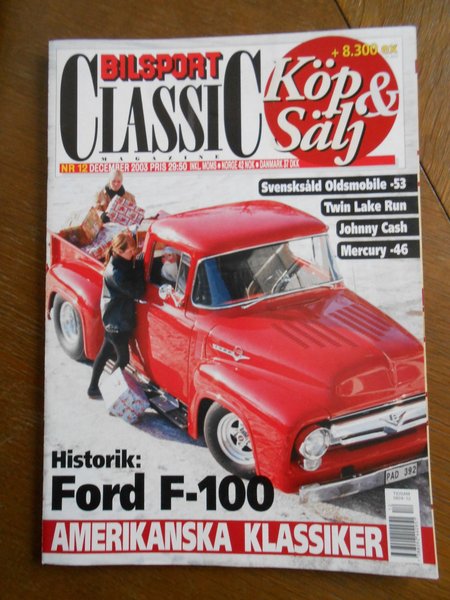 + 8.300 ex
BILSPORT
CLASSIC
MAGAZINE
Köp
&
Sälj
NR 12 DECEMBER 2003 PRIS 29:50 INKL MOMS • NORGE 42 NOK • DANMARK 37 DKK
Svensksåld Oldsmobile -53
Twin Lake Run
Johnny Cash
Mercury -46
PAD 392
Historik:
Ford F-100
AMERIKANSKA KLASSIKER